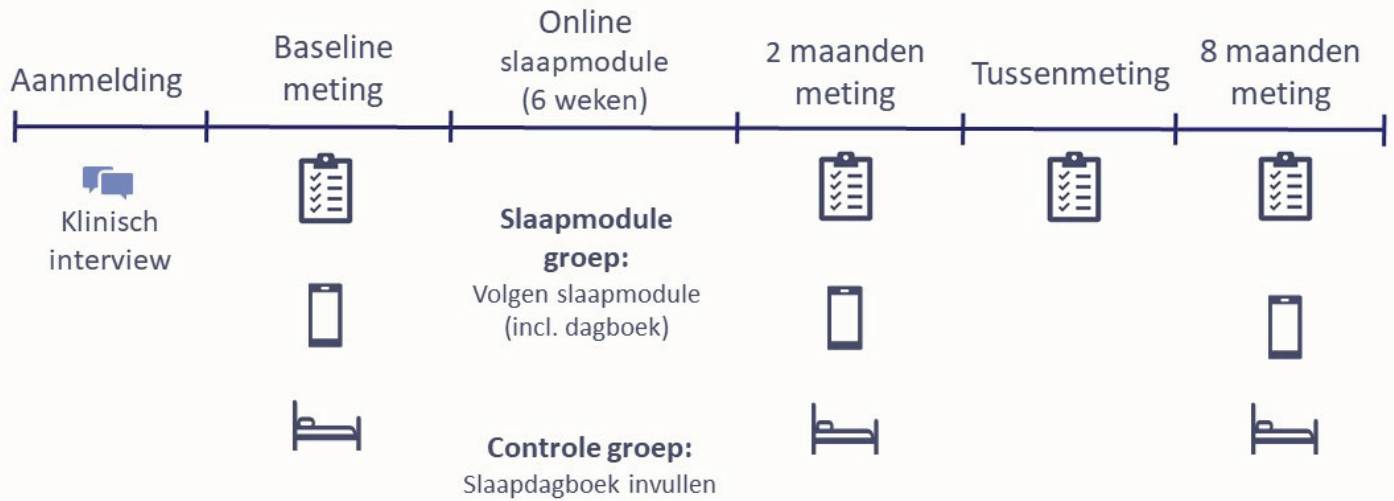 Aanmelding
Baseline
meting
Online
slaapmodule
(6 weken)
2 maanden
meting
Tussenmeting
8 maanden
meting
Klinisch
interview
Slaapmodule
groep:
Volgen slaapmodule
(incl. dagboek)
Controle groep:
Slaapdagboek invullen